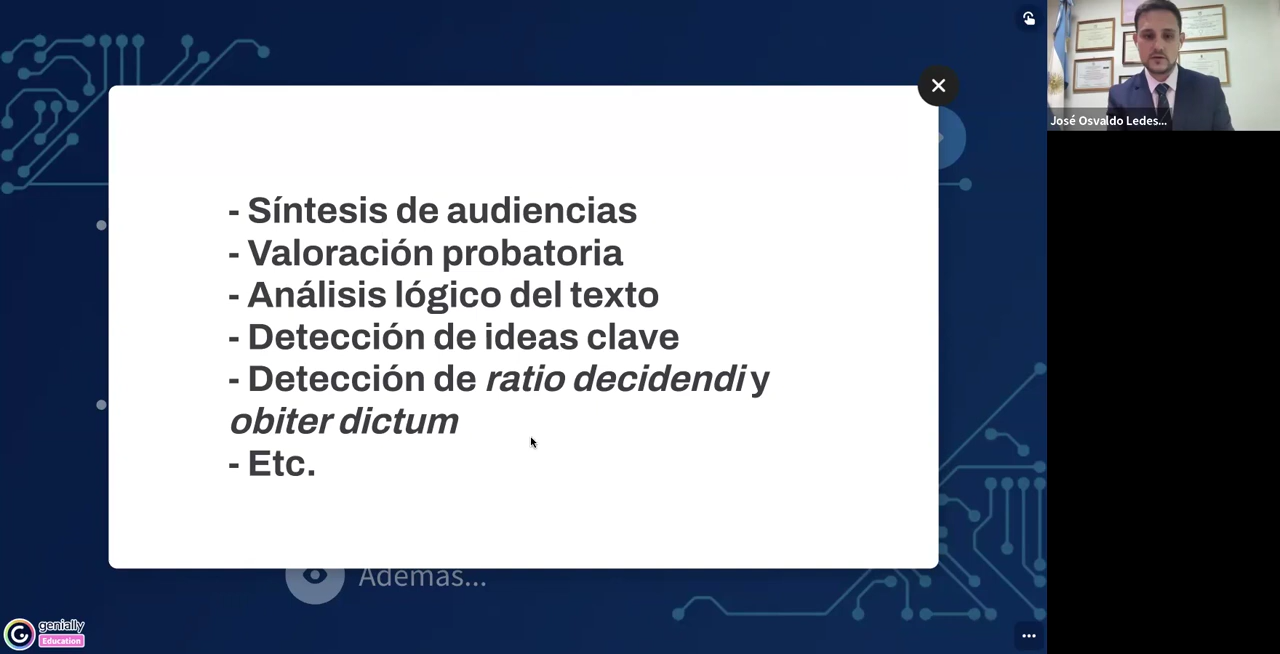 - Síntesis de audiencias
- Valoración probatoria
- Análisis lógico del texto
- Detección de ideas clave
- Detección de ratio decidendi y
obiter dictum
- Etc.
Ademas...
genially
Education
José Osvaldo Ledes...